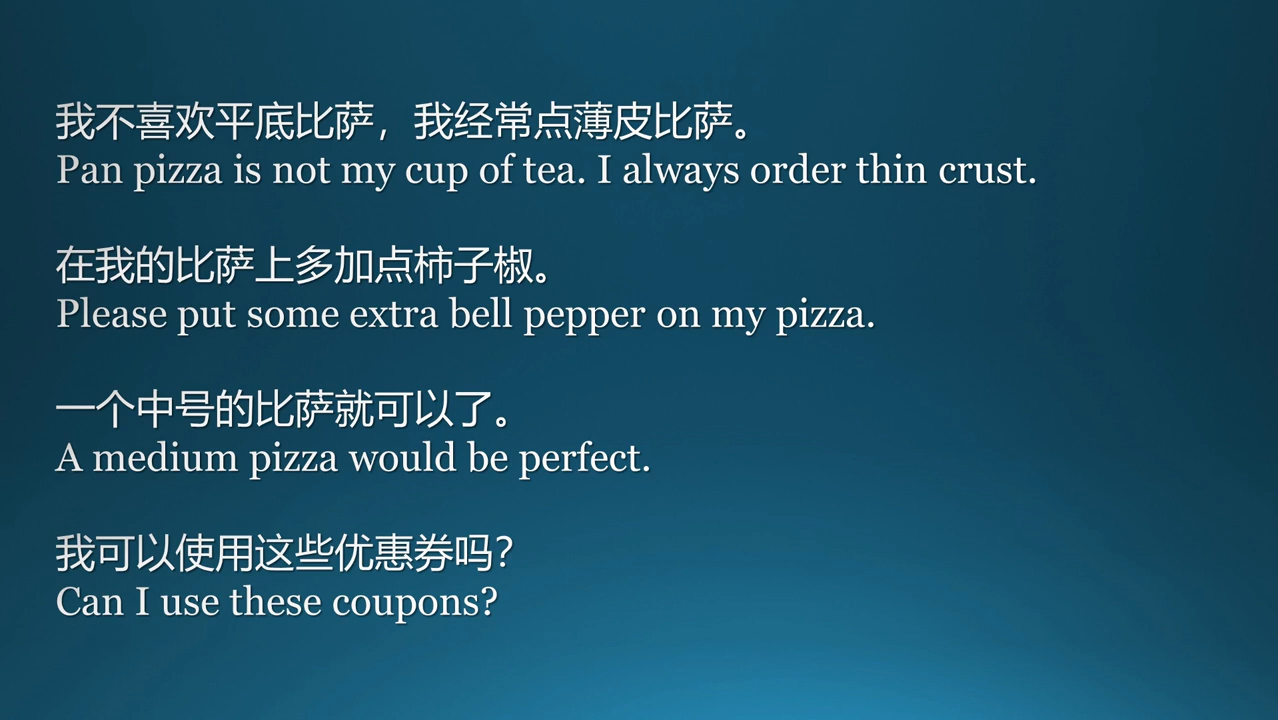 我不喜欢平底比萨，我经常点薄皮比萨。
Pan pizza is not my cup of tea. I always order thin crust.
在我的比萨上多加点柿子椒。
Please put some extra bell pepper on my pizza.
一个中号的比萨就可以了。
A medium pizza would be perfect.
我可以使用这些优惠券吗？
Can I use these coupons?